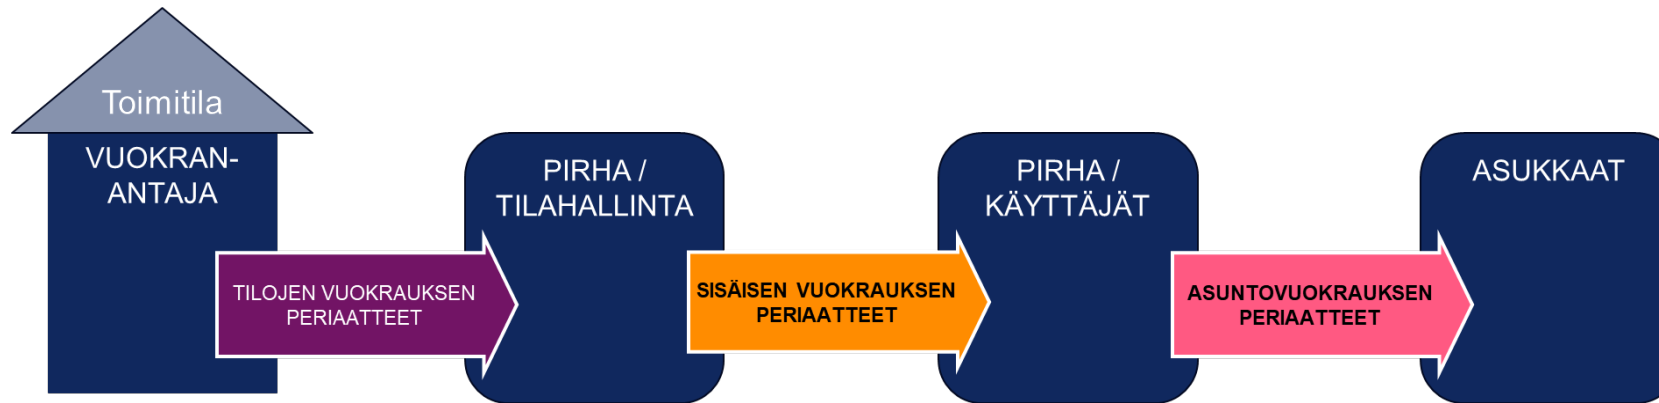 Toimitila
VUOKRAN-
ANTAJA
TILOJEN VUOKRAUKSEN
PERIAATTEET
PIRHA /
TILAHALLINTA
SISÄISEN VUOKRAUKSEN
PERIAATTEET
PIRHA /
KÄYTTÄJÄT
ASUNTOVUOKRAUKSEN
PERIAATTEET
ASUKKAAT